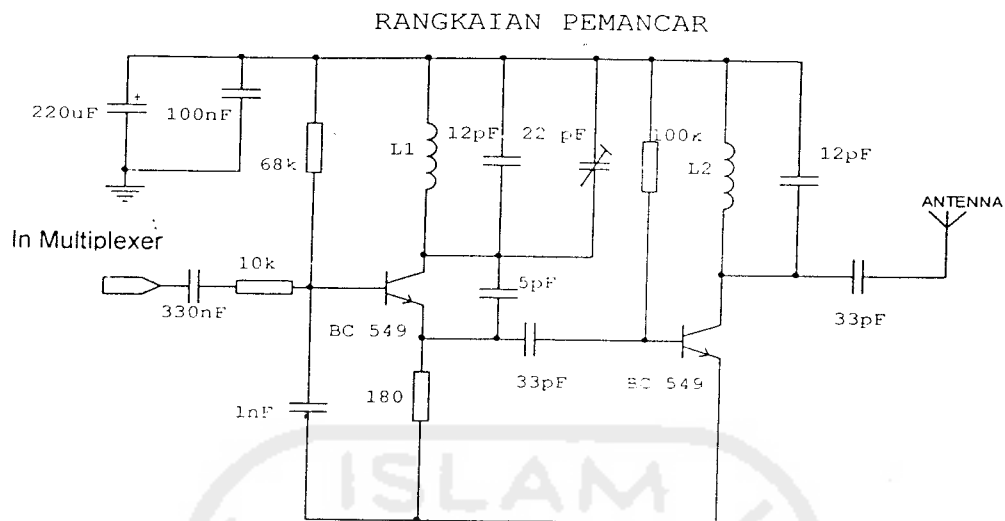 RANGKAIAN PEMANCAR
220uF
+
100nF
68k
L1
12pF
22 pF
100k
L2
12pF
ANTENNA
In Multiplexer
10k
330nF
BC 549
5pF
33pF
BC 549
33pF
1nF
180
ISLAM